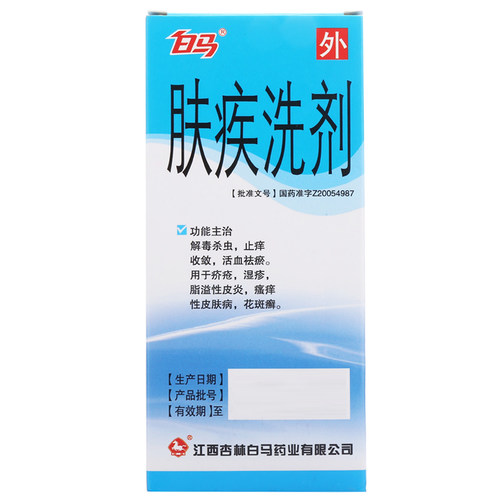 白马®
外
肤疾洗剂
【批准文号】国药准字Z20054987
功能主治
解毒杀虫，止痒
收敛，活血祛瘀。
用于疥疮，湿疹，
脂溢性皮炎，瘙痒
性皮肤病，花斑癣。
【生产日期】
【产品批号】
【有效期】至
江西杏林白马药业有限公司